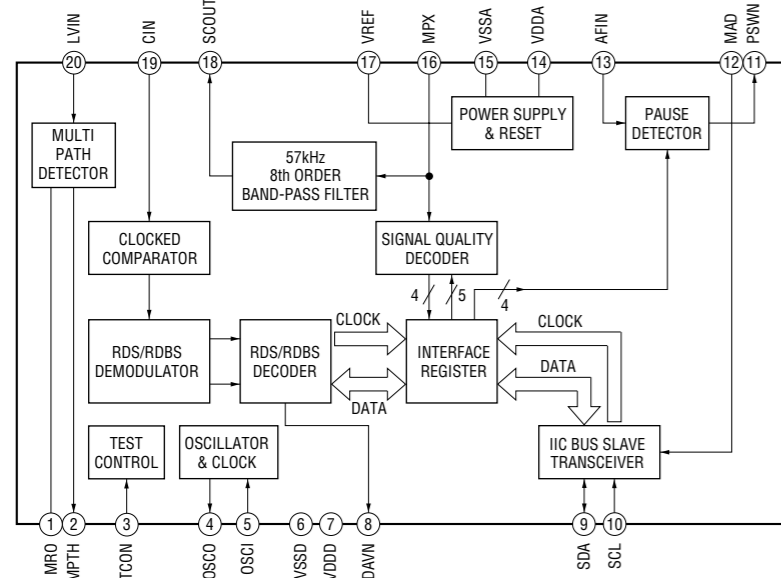 LVIN
CIN
SCOUT
VREF
MPX
VSSA
VDDA
AFIN
MAD
PSWN
20
19
18
17
16
15
14
13
12
11
MULTI
PATH
DETECTOR
57kHz
8th ORDER
BAND-PASS FILTER
POWER SUPPLY
& RESET
PAUSE
DETECTOR
CLOCKED
COMPARATOR
SIGNAL QUALITY
DECODER
4
5
4
RDS/RDBS
DEMODULATOR
RDS/RDBS
DECODER
CLOCK
DATA
INTERFACE
REGISTER
CLOCK
DATA
TEST
CONTROL
OSCILLATOR
& CLOCK
IIC BUS SLAVE
TRANSCEIVER
1
2
3
4
5
6
7
8
9
10
MRO
MPTH
TCON
OSCO
OSCI
VSSD
VDDD
DAVN
SDA
SCL